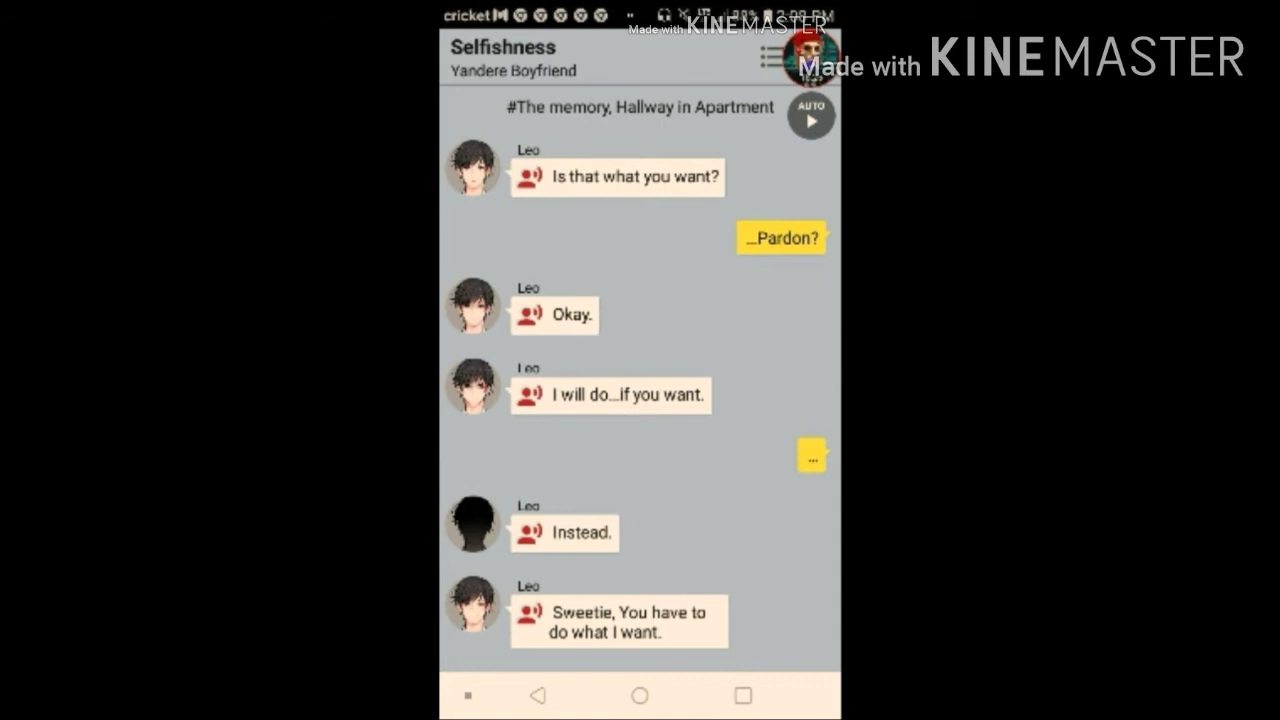 cricket
Made with KINEMASTER
Made with KINEMASTER
Selfishness
Yandere Boyfriend
#The memory, Hallway in Apartment
AUTO
Leo
Is that what you want?
...Pardon?
Leo
Okay.
Leo
I will do...if you want.
...
Leo
Instead.
Leo
Sweetie, You have to
do what I want.